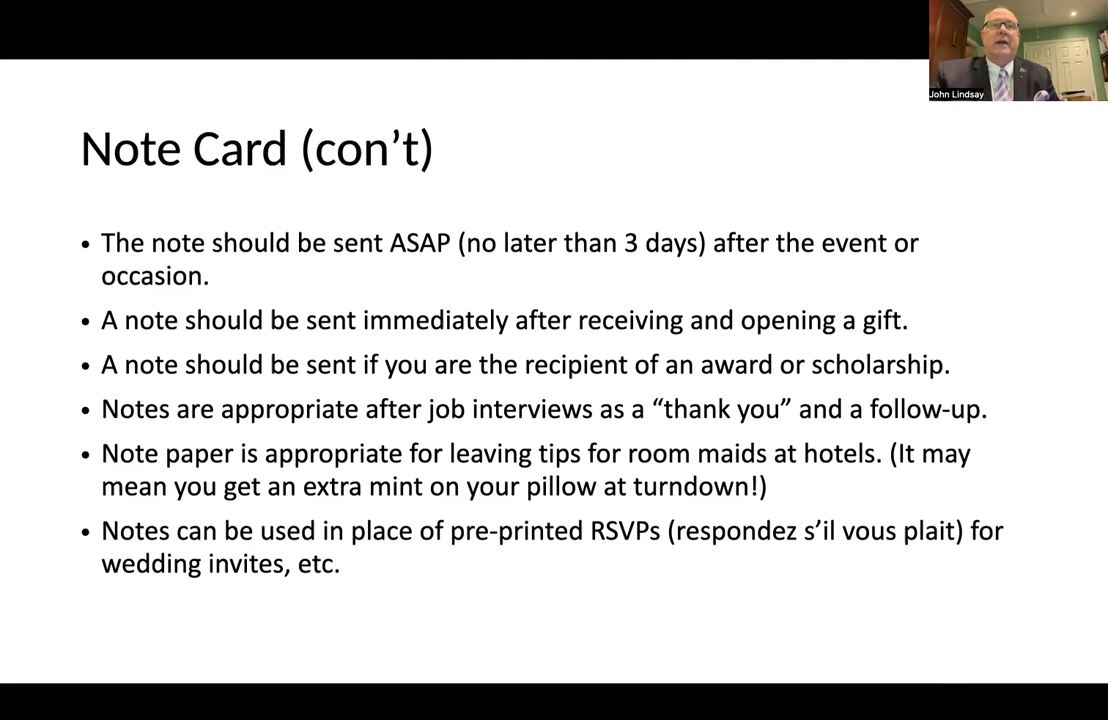 John Lindsay
Note Card (con’t)
• The note should be sent ASAP (no later than 3 days) after the event or
occasion.
• A note should be sent immediately after receiving and opening a gift.
• A note should be sent if you are the recipient of an award or scholarship.
• Notes are appropriate after job interviews as a “thank you” and a follow-up.
• Note paper is appropriate for leaving tips for room maids at hotels. (It may
mean you get an extra mint on your pillow at turndown!)
• Notes can be used in place of pre-printed RSVPs (respondez s’il vous plait) for
wedding invites, etc.